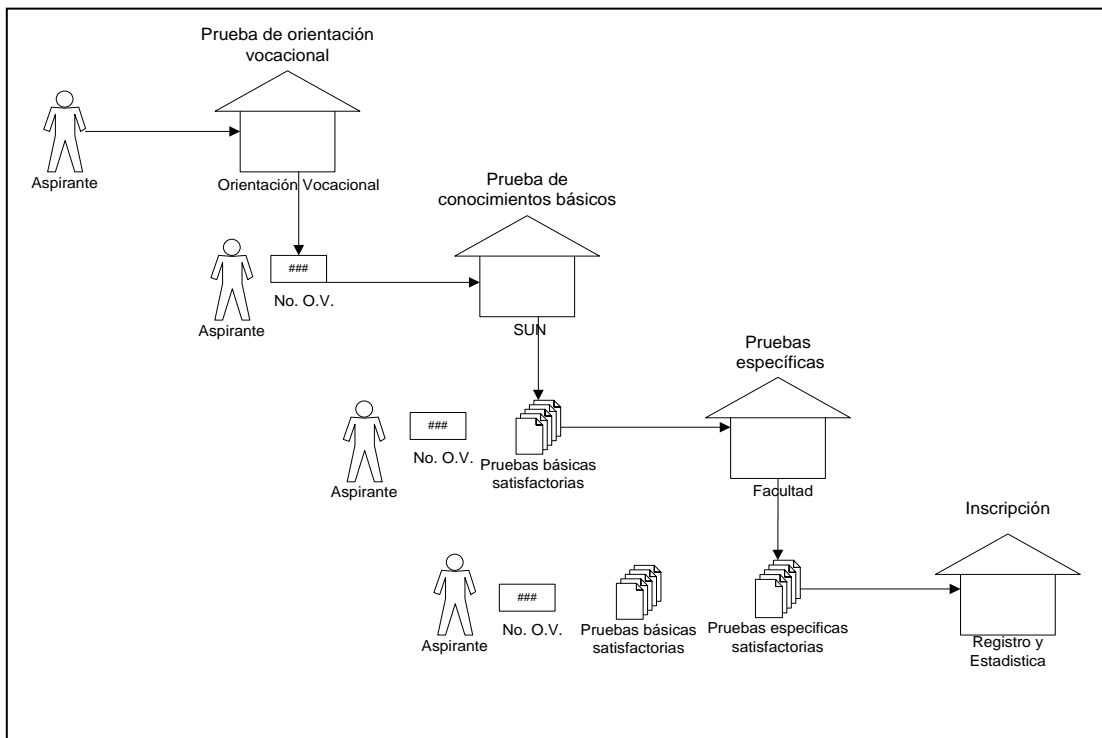 Prueba de orientación
vocacional
Aspirante
Orientación Vocacional
Prueba de
conocimientos básicos
###
No. O.V.
Aspirante
SUN
Pruebas
específicas
###
No. O.V.
Aspirante
Pruebas básicas
satisfactorias
Facultad
Inscripción
###
No. O.V.
Aspirante
Pruebas básicas
satisfactorias
Pruebas especificas
satisfactorias
Registro y
Estadistica